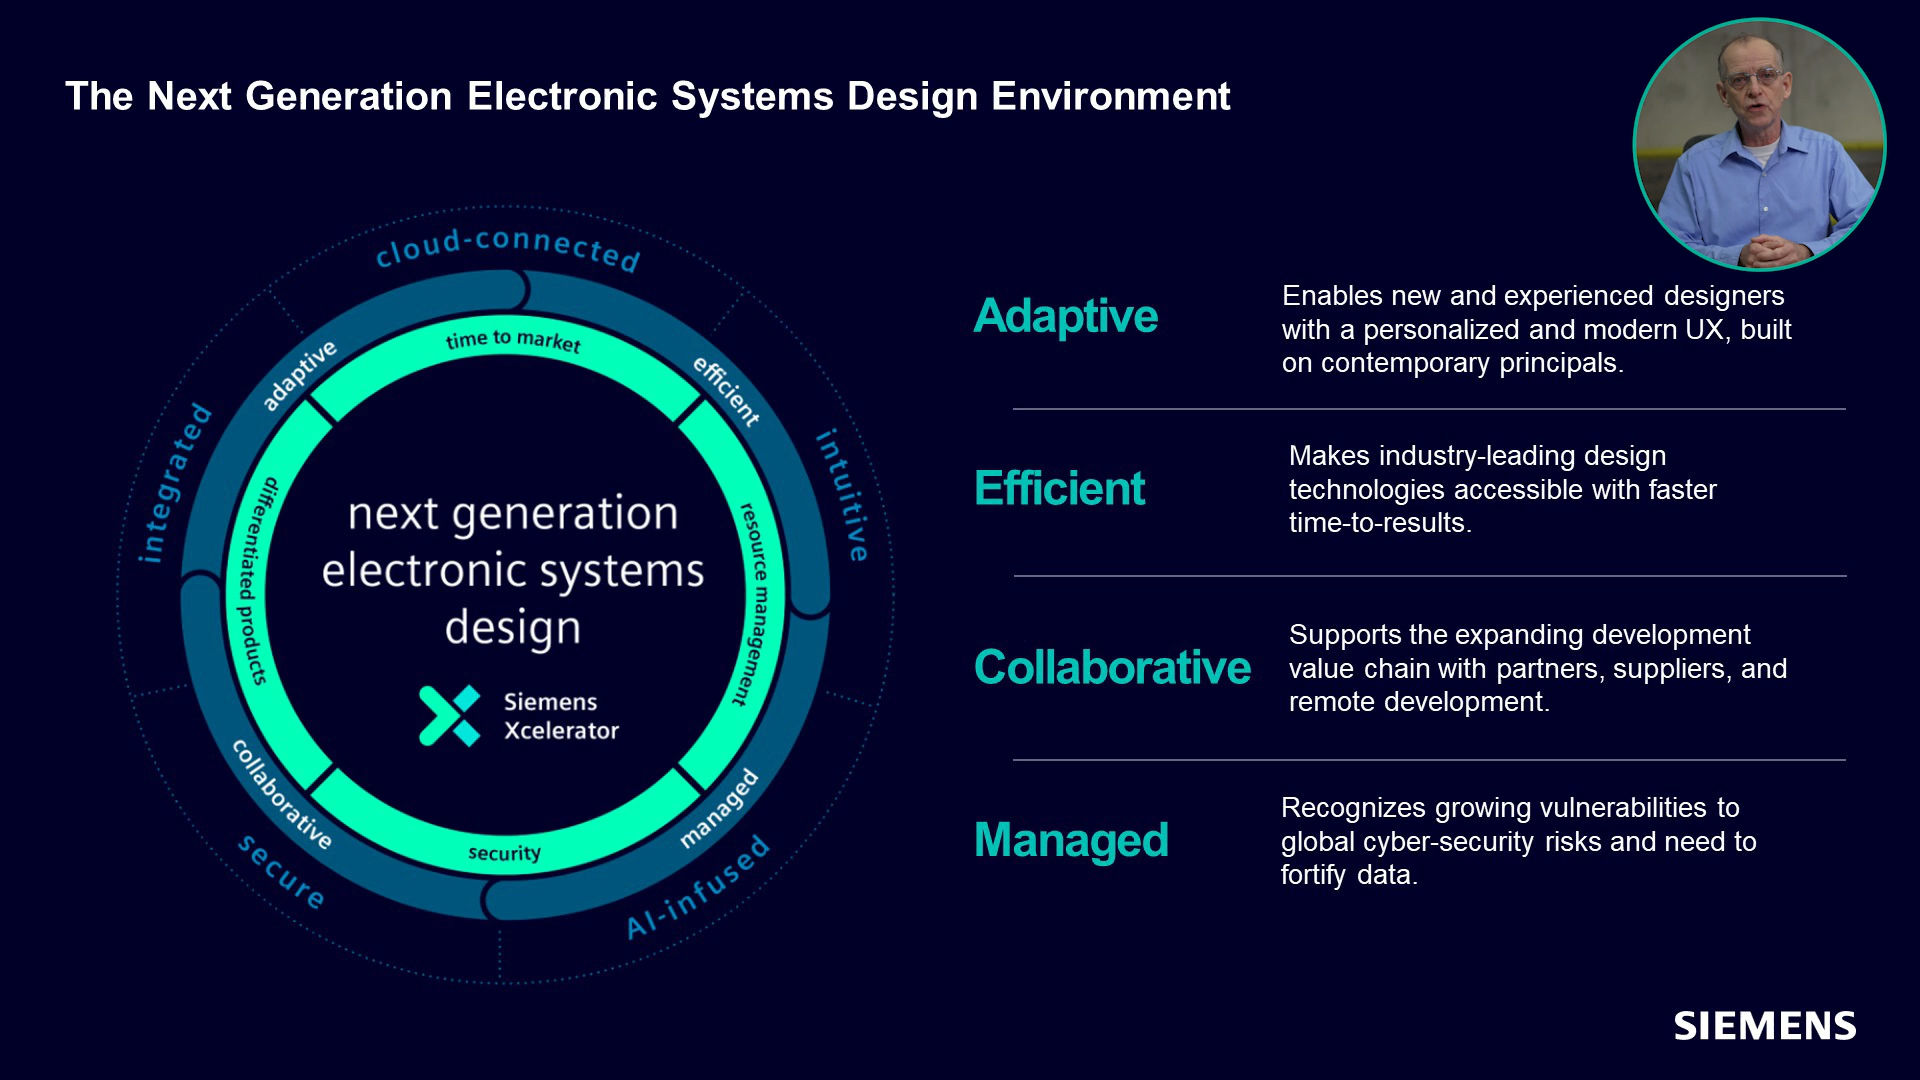 The Next Generation Electronic Systems Design Environment
cloud-connected
integrated
intuitive
secure
AI-infused
adaptive
efficient
collaborative
managed
time to market
differentiated products
resource management
security
next generation
electronic systems
design
Siemens
Xcelerator
Adaptive
Enables new and experienced designers
with a personalized and modern UX, built
on contemporary principals.
Efficient
Makes industry-leading design
technologies accessible with faster
time-to-results.
Collaborative
Supports the expanding development
value chain with partners, suppliers, and
remote development.
Managed
Recognizes growing vulnerabilities to
global cyber-security risks and need to
fortify data.
SIEMENS